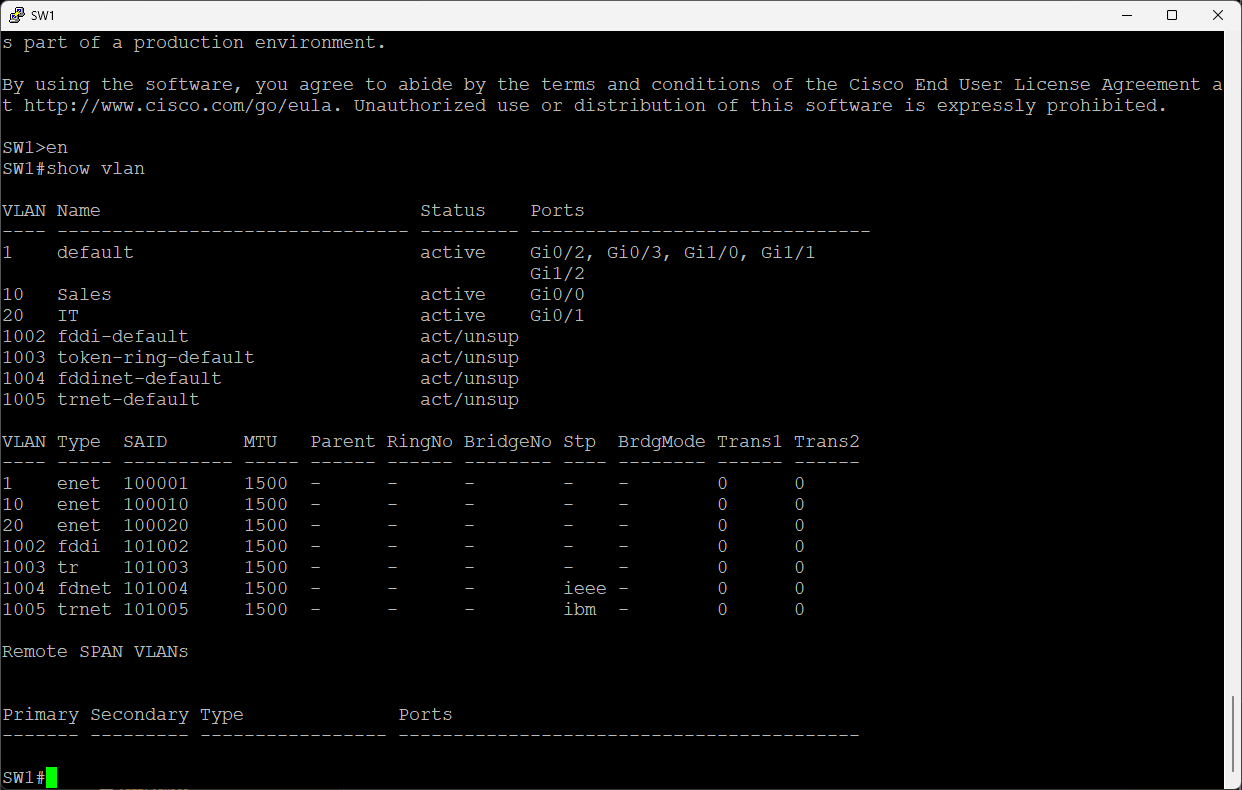 SW1
s part of a production environment.
By using the software, you agree to abide by the terms and conditions of the Cisco End User License Agreement a
t http://www.cisco.com/go/eula. Unauthorized use or distribution of this software is expressly prohibited.
SW1>en
SW1#show vlan
VLAN Name                             Status    Ports
---- -------------------------------- --------- -------------------------------
1    default                          active    Gi0/2, Gi0/3, Gi1/0, Gi1/1
                                                Gi1/2
10   Sales                            active    Gi0/0
20   IT                               active    Gi0/1
1002 fddi-default                     act/unsup
1003 token-ring-default               act/unsup
1004 fddinet-default                  act/unsup
1005 trnet-default                    act/unsup
VLAN Type  SAID       MTU   Parent RingNo BridgeNo Stp  BrdgMode Trans1 Trans2
---- ----- ---------- ----- ------ ------ -------- ---- -------- ------ ------
1    enet  100001     1500  -      -      -        -    -        0      0
10   enet  100010     1500  -      -      -        -    -        0      0
20   enet  100020     1500  -      -      -        -    -        0      0
1002 fddi  101002     1500  -      -      -        -    -        0      0
1003 tr    101003     1500  -      -      -        -    -        0      0
1004 fdnet 101004     1500  -      -      -        ieee -        0      0
1005 trnet 101005     1500  -      -      -        ibm  -        0      0
Remote SPAN VLANs
Primary Secondary Type              Ports
------- --------- ----------------- ------------------------------------------
SW1#